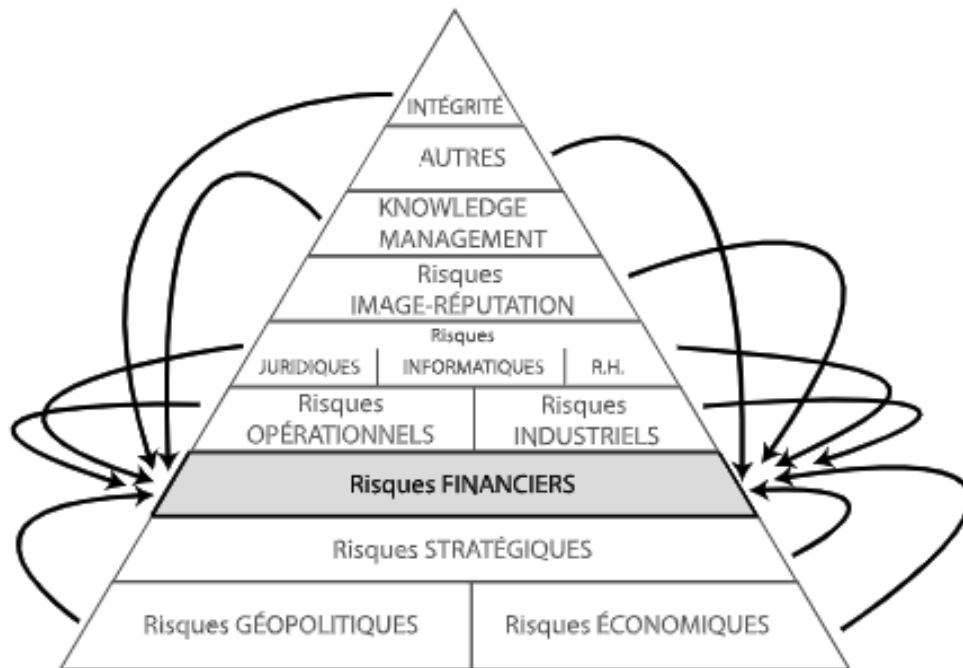 INTÉGRITÉ
AUTRES
KNOWLEDGE
MANAGEMENT
Risques
IMAGE-RÉPUTATION
Risques
JURIDIQUES INFORMATIQUES R.H.
Risques Risques
OPÉRATIONNELS INDUSTRIELS
Risques FINANCIERS
Risques STRATÉGIQUES
Risques GÉOPOLITIQUES Risques ÉCONOMIQUES